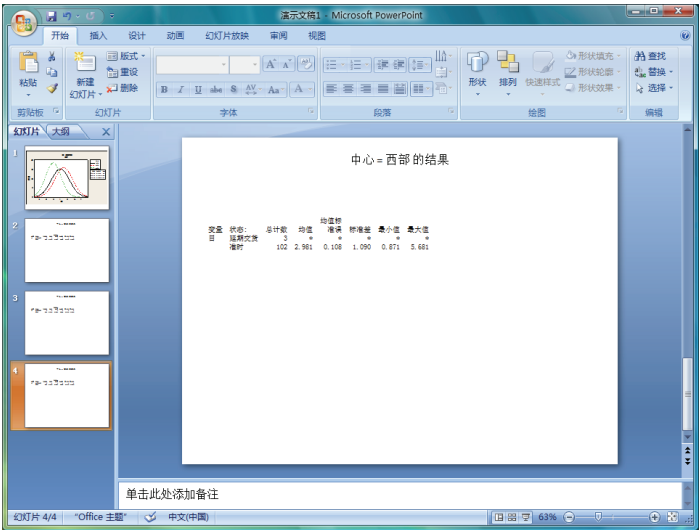 演示文稿1 - Microsoft PowerPoint
开始 插入 设计 动画 幻灯片放映 审阅 视图
粘贴
新建
幻灯片
版式
重设
删除
形状
排列
快速样式
形状填充
形状轮廓
形状效果
查找
替换
选择
剪贴板 幻灯片 字体 段落 绘图 编辑
幻灯片 大纲
1
2
3
4
中心 = 西部 的结果
均值标
变量 状态: 总计数 均值 准误 标准差 最小值 最大值
日 延期交货 3 * * * * *
准时 102 2.981 0.108 1.090 0.871 5.681
单击此处添加备注
幻灯片 4/4 "Office 主题" 中文(中国) 63%